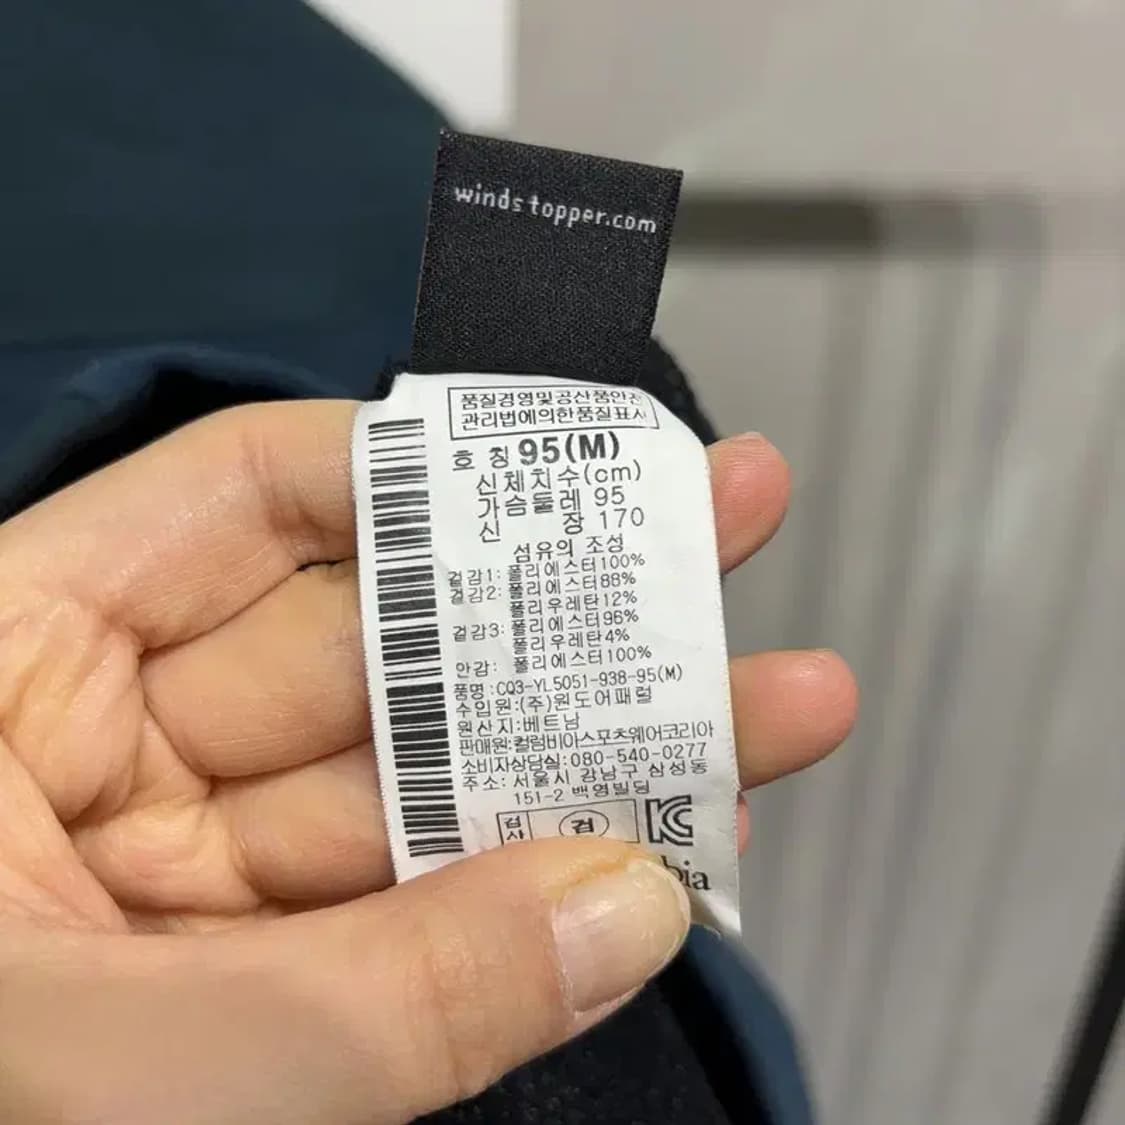 windstopper.com
품질경영및공산품안전
관리법에의한품질표시
호 칭 95(M)
신체치수(cm)
가슴둘레 95
신 장 170
섬유의 조성
겉감1: 폴리에스터100%
겉감2: 폴리에스터88%
폴리우레탄12%
겉감3: 폴리에스터96%
폴리우레탄4%
안감: 폴리에스터100%
품명:CQ3-YL5051-938-95(M)
수입원:(주)원도어패럴
원산지:베트남
판매원:컬럼비아스포츠웨어코리아
소비자상담실:080-540-0277
주소: 서울시 강남구 삼성동
151-2 백영빌딩
검 사 검
KC
bia